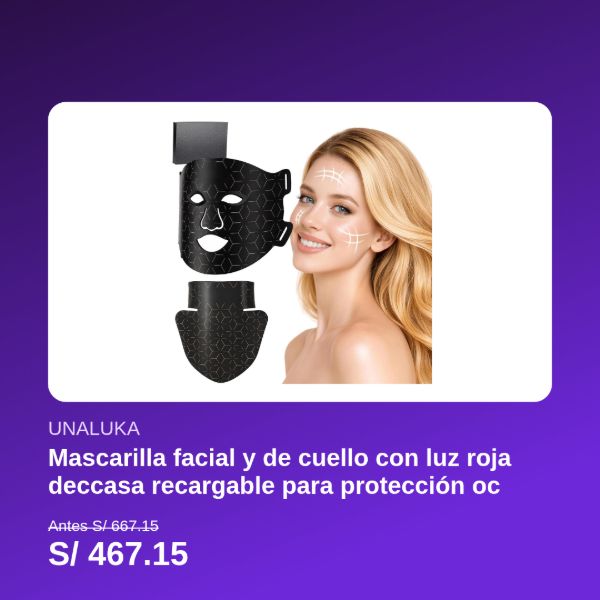 UNALUKA
Mascarilla facial y de cuello con luz roja
deccasa recargable para protección oc
Antes S/ 667.15
S/ 467.15